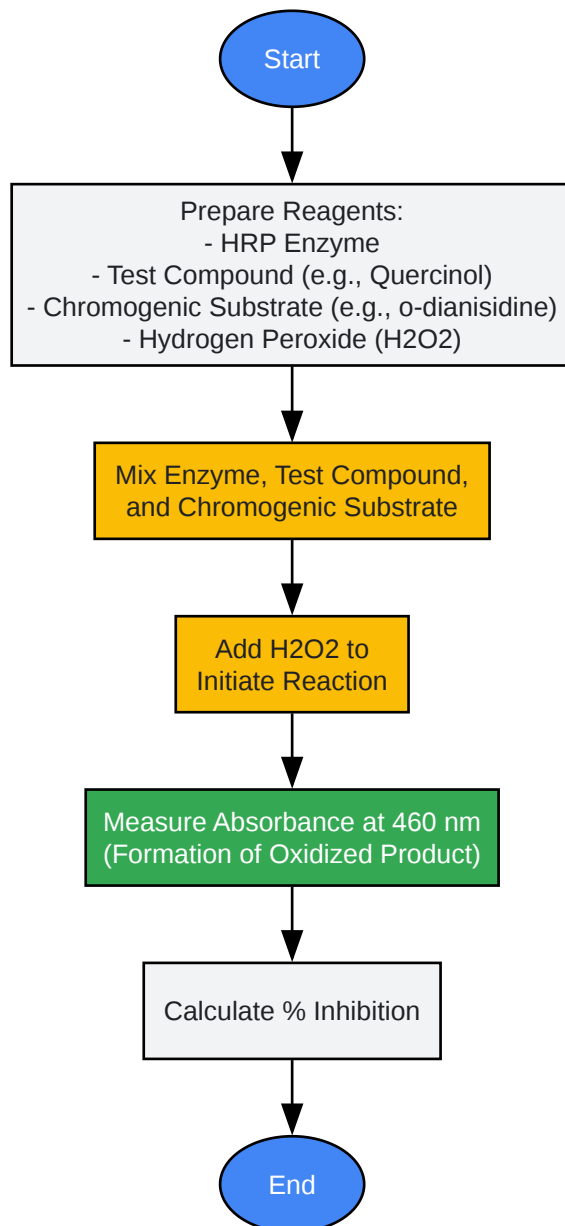 Start
Prepare Reagents:
- HRP Enzyme
- Test Compound (e.g., Quercinol)
- Chromogenic Substrate (e.g., o-dianisidine)
- Hydrogen Peroxide (H2O2)
Mix Enzyme, Test Compound,
and Chromogenic Substrate
Add H2O2 to
Initiate Reaction
Measure Absorbance at 460 nm
(Formation of Oxidized Product)
Calculate % Inhibition
End